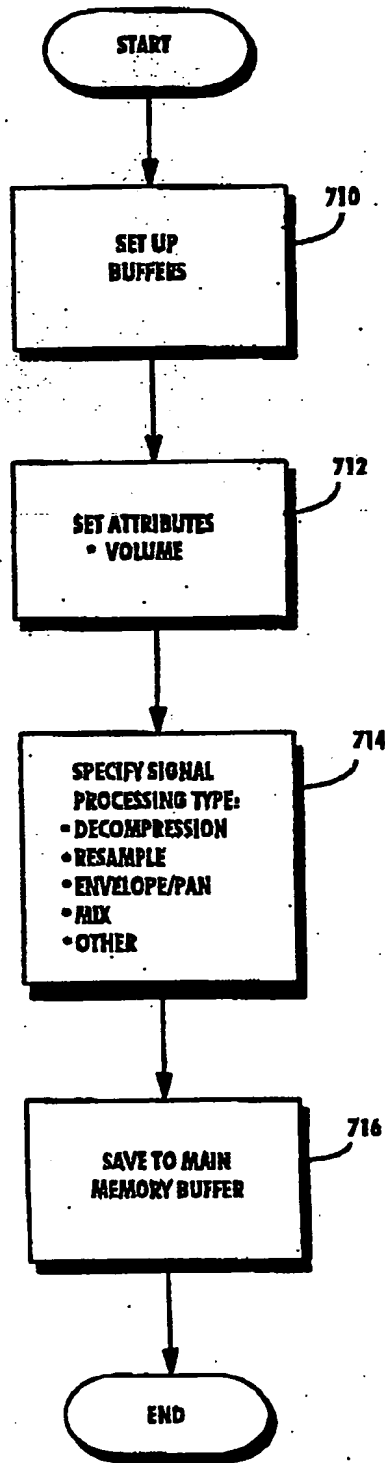 START
710
SET UP
BUFFERS
712
SET ATTRIBUTES
• VOLUME
714
SPECIFY SIGNAL
PROCESSING TYPE:
• DECOMPRESSION
• RESAMPLE
• ENVELOPE/PAN
• MIX
• OTHER
716
SAVE TO MAIN
MEMORY BUFFER
END